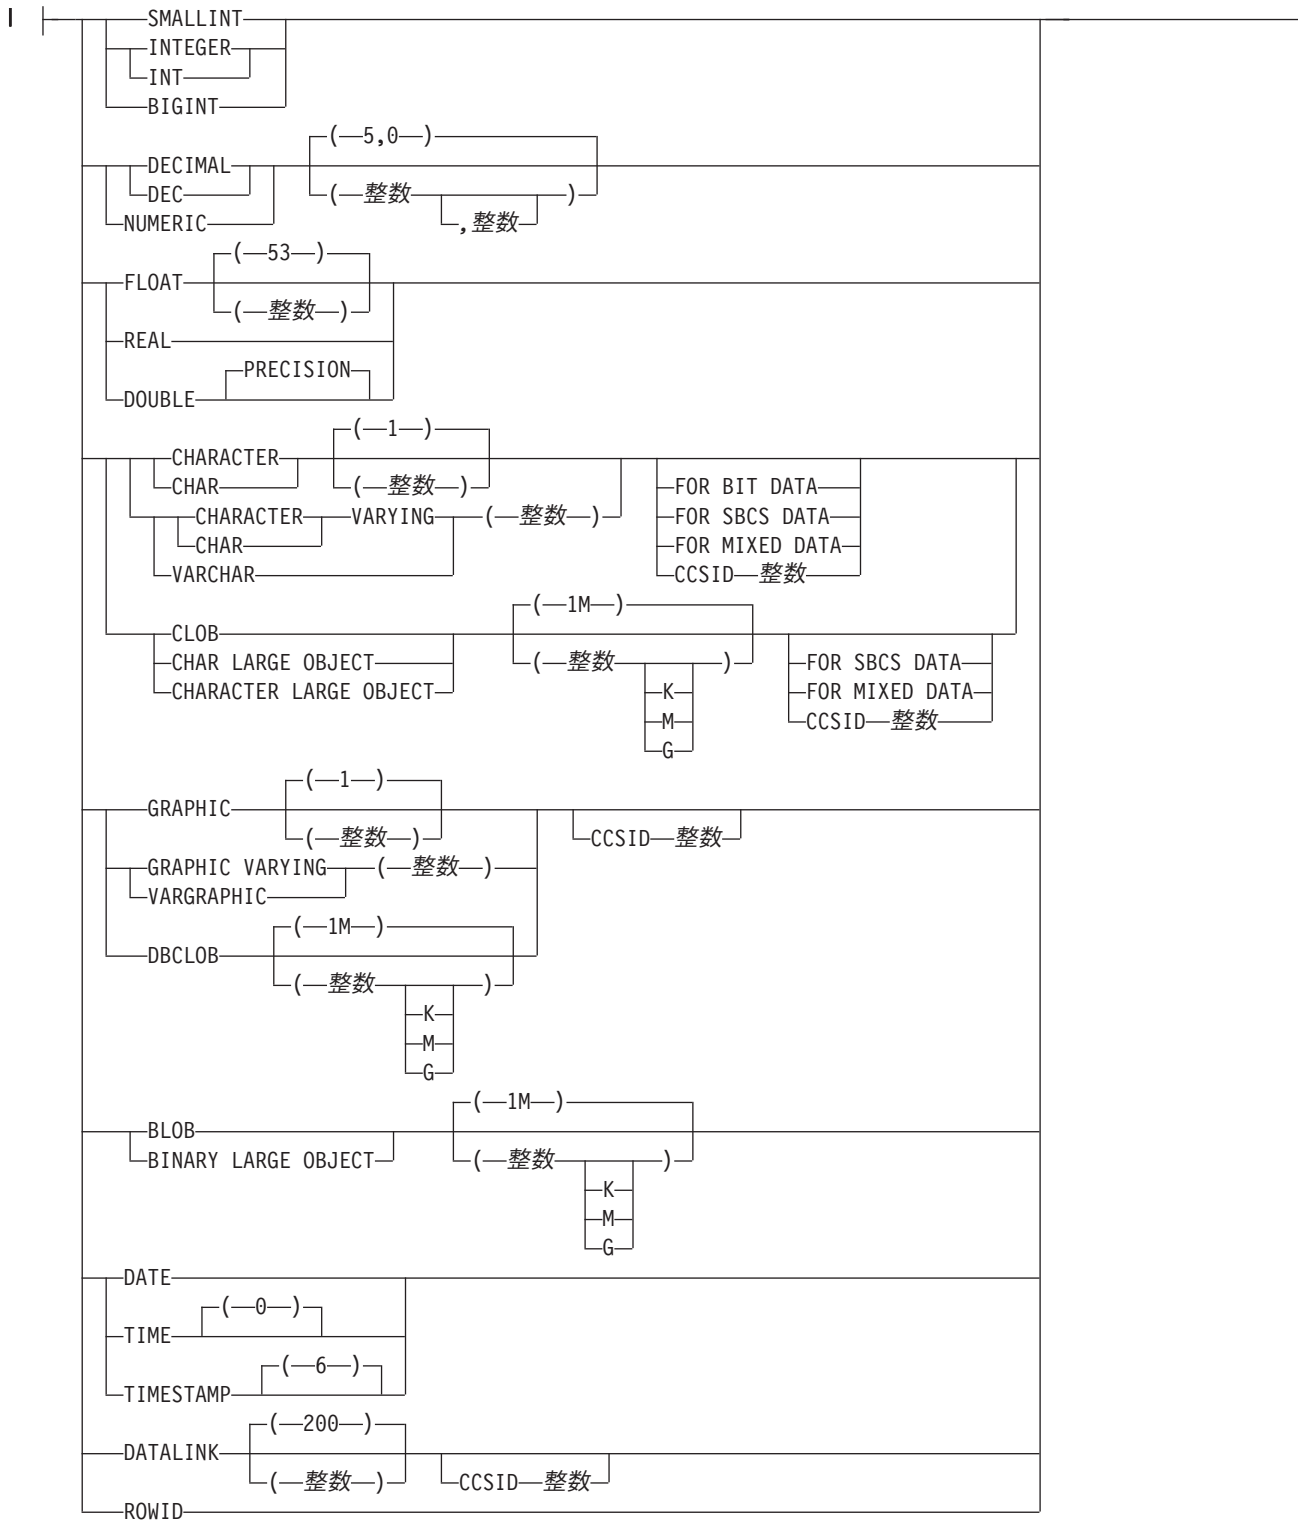 SMALLINT
INTEGER
INT
BIGINT
( 5,0 )
DECIMAL
DEC ( 整数 )
NUMERIC ,整数
( 53 )
FLOAT
( 整数 )
REAL
PRECISION
DOUBLE
( 1 )
CHARACTER
CHAR ( 整数 ) FOR BIT DATA
CHARACTER VARYING ( 整数 ) FOR SBCS DATA
CHAR FOR MIXED DATA
VARCHAR CCSID 整数
( 1M )
CLOB
CHAR LARGE OBJECT ( 整数 ) FOR SBCS DATA
CHARACTER LARGE OBJECT K FOR MIXED DATA
M CCSID 整数
G
( 1 )
GRAPHIC
( 整数 ) CCSID 整数
GRAPHIC VARYING ( 整数 )
VARGRAPHIC
( 1M )
DBCLOB
( 整数 )
K
M
G
( 1M )
BLOB
BINARY LARGE OBJECT ( 整数 )
K
M
G
DATE
( 0 )
TIME
( 6 )
TIMESTAMP
( 200 )
DATALINK
( 整数 ) CCSID 整数
ROWID